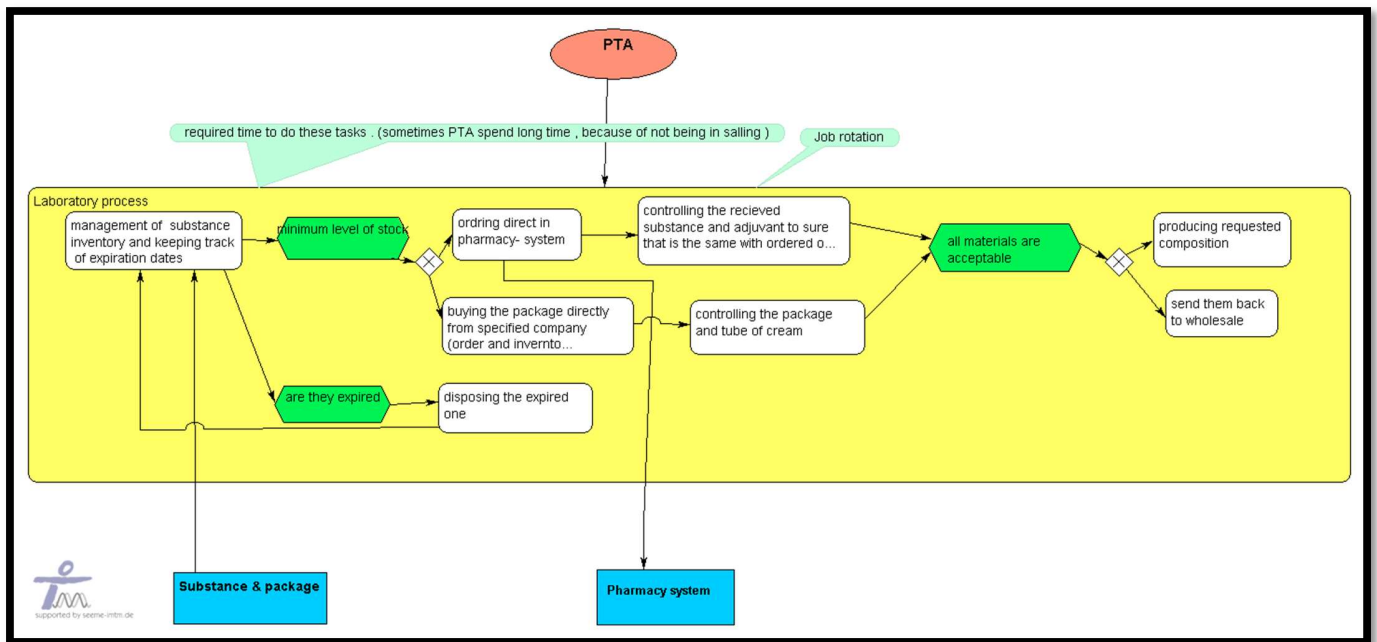 PTA
required time to do these tasks . (sometimes PTA spend long time , because of not being in salling )
Job rotation
Laboratory process
management of substance
inventory and keeping track
of expiration dates
minimum level of stock
ordring direct in
pharmacy- system
controlling the recieved
substance and adjuvant to sure
that is the same with ordered o...
all materials are
acceptable
producing requested
composition
buying the package directly
from specified company
(order and invernto...
controlling the package
and tube of cream
send them back
to wholesale
are they expired
disposing the expired
one
Substance & package
Pharmacy system
supported by seeme-imtm.de